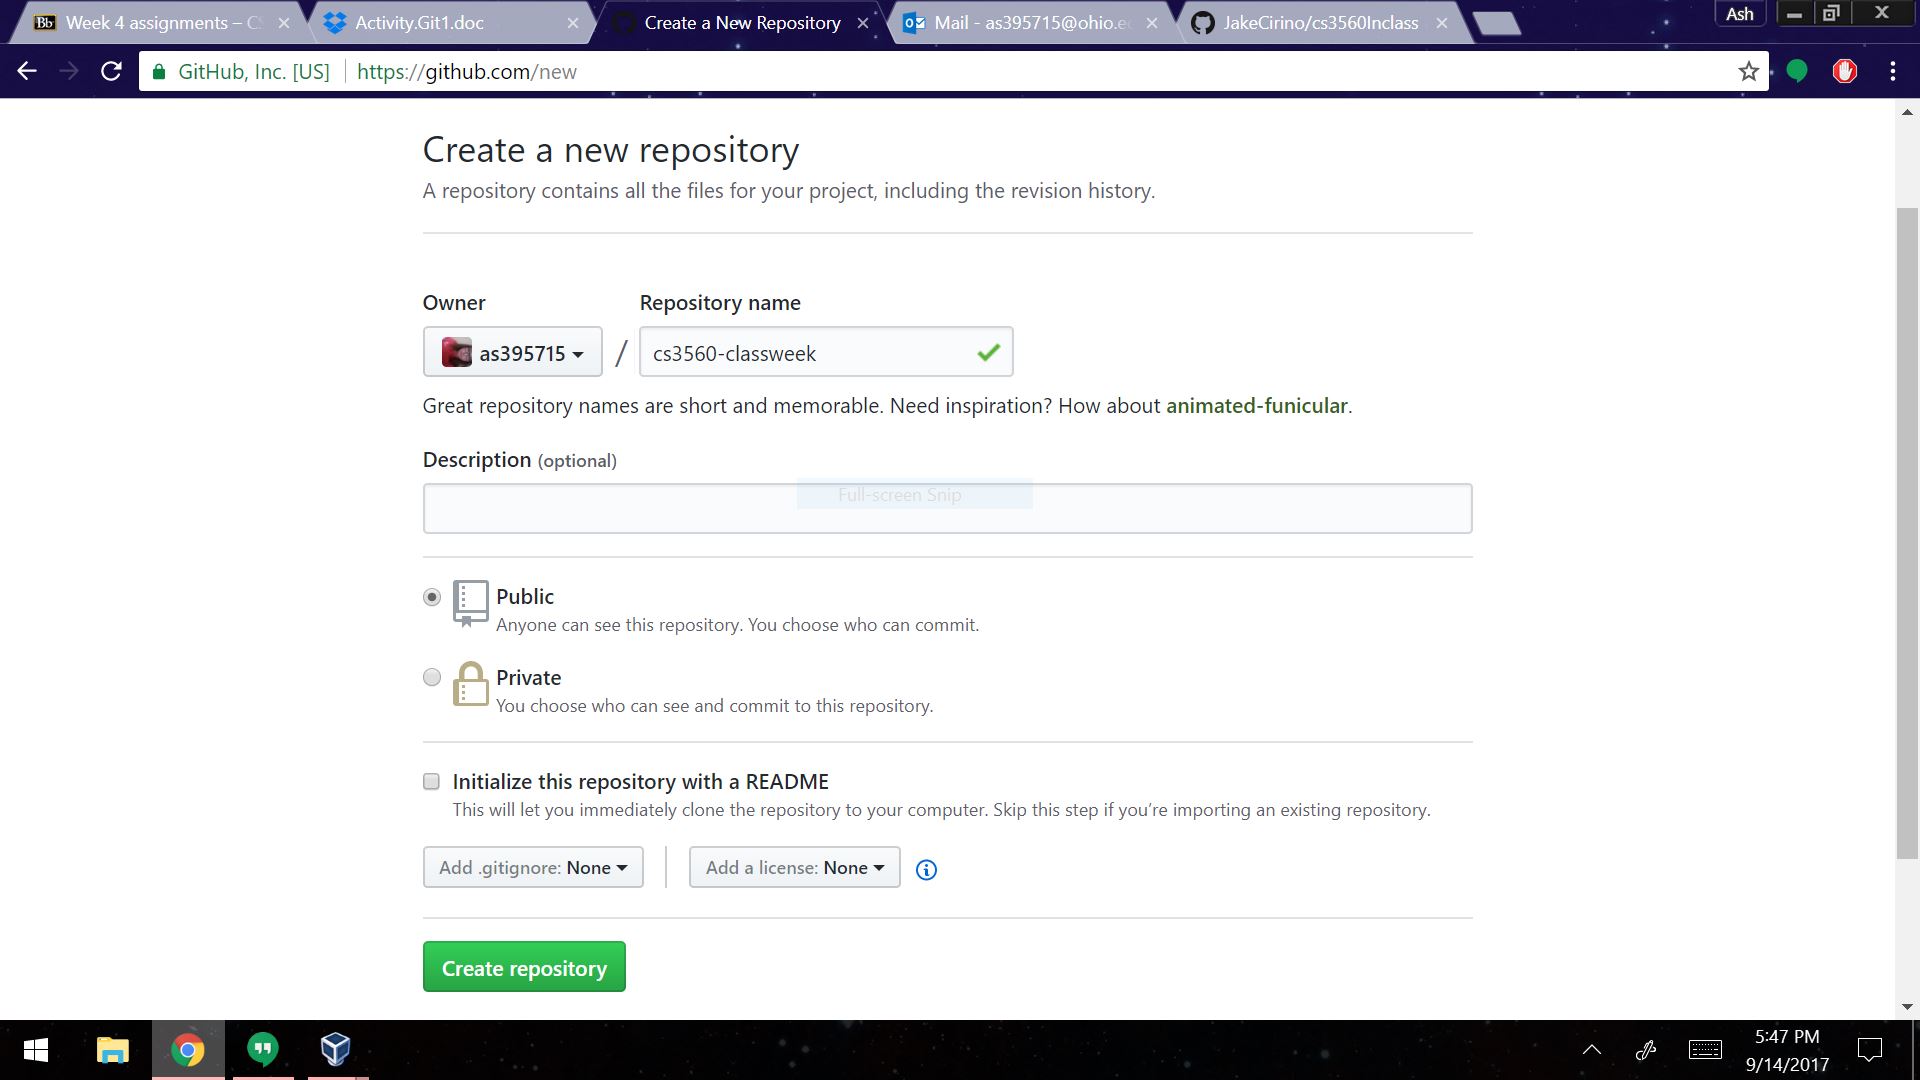 Bb Week 4 assignments – CS
Activity.Git1.doc
Create a New Repository
Mail - as395715@ohio.e
JakeCirino/cs3560Inclass
Ash
GitHub, Inc. [US] https://github.com/new
Create a new repository
A repository contains all the files for your project, including the revision history.
Owner Repository name
as395715 / cs3560-classweek
Great repository names are short and memorable. Need inspiration? How about animated-funicular.
Description (optional)
Full-screen Snip
Public
Anyone can see this repository. You choose who can commit.
Private
You choose who can see and commit to this repository.
Initialize this repository with a README
This will let you immediately clone the repository to your computer. Skip this step if you’re importing an existing repository.
Add .gitignore: None Add a license: None
Create repository
5:47 PM
9/14/2017